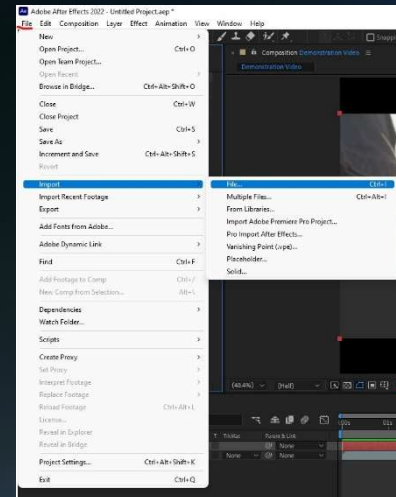 Adobe After Effects 2022 - Untitled Project.aep *
File Edit Composition Layer Effect Animation View Window Help
New
Open Project... Ctrl+O
Open Team Project...
Open Recent
Browse in Bridge... Ctrl+Alt+Shift+O
Close Ctrl+W
Close Project
Save Ctrl+S
Save As
Increment and Save Ctrl+Alt+Shift+S
Revert
Import
Import Recent Footage
Export
Add Fonts from Adobe...
Adobe Dynamic Link
Find Ctrl+F
Add Footage to Comp Ctrl+/
New Comp from Selection... Alt+\
Dependencies
Watch Folder...
Scripts
Create Proxy
Set Proxy
Interpret Footage
Replace Footage
Reload Footage Ctrl+Alt+L
License...
Reveal in Explorer
Reveal in Bridge
Project Settings... Ctrl+Alt+Shift+K
Exit Ctrl+Q
File... Ctrl+I
Multiple Files... Ctrl+Alt+I
From Libraries...
Import Adobe Premiere Pro Project...
Pro Import After Effects...
Vanishing Point (.vpe)...
Placeholder...
Solid...
Composition Demonstration Video
Demonstration Video
(40.4%) (Half)
T TrkMat Parent & Link
None
None None